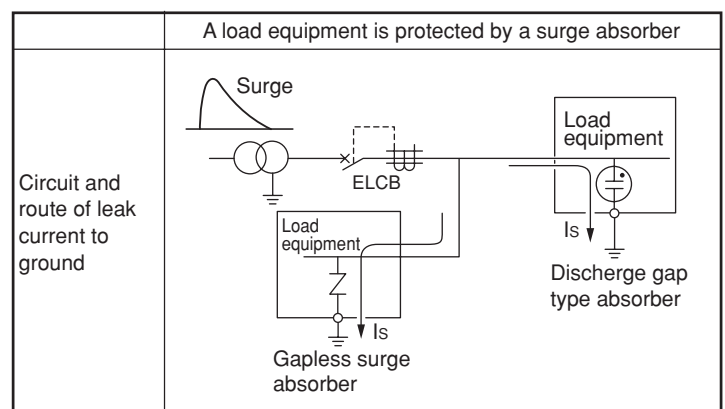 A load equipment is protected by a surge absorber
Circuit and
route of leak
current to
ground
Surge
ELCB
Load
equipment
Is
Discharge gap
type absorber
Load
equipment
Is
Gapless surge
absorber